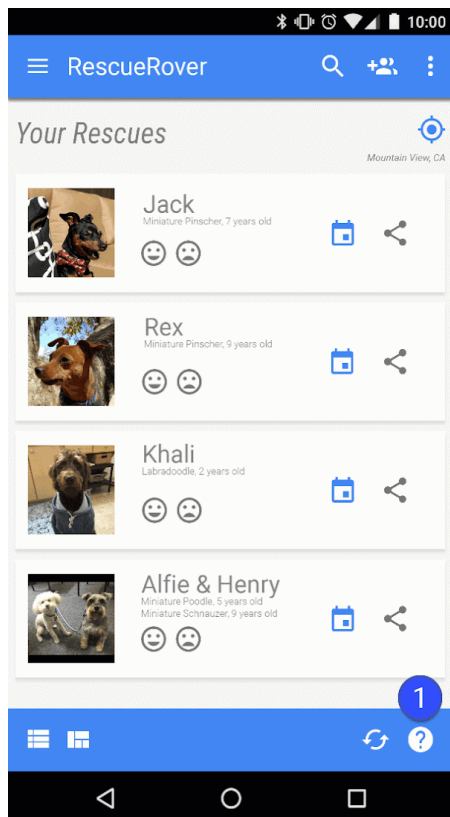 10:00
RescueRover
Your Rescues
Mountain View, CA
Jack
Miniature Pinscher, 7 years old
Rex
Miniature Pinscher, 9 years old
Khali
Labradoodle, 2 years old
Alfie & Henry
Miniature Poodle, 5 years old
Miniature Schnauzer, 9 years old
1
?